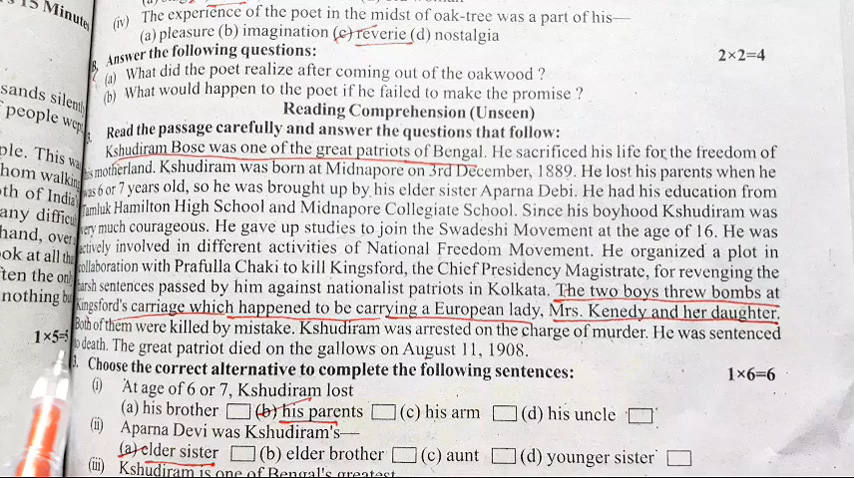 s 15 Minutes
(iv) The experience of the poet in the midst of oak-tree was a part of his—
(a) pleasure (b) imagination (c) reverie (d) nostalgia
B. Answer the following questions: 2×2=4
(a) What did the poet realize after coming out of the oakwood ?
(b) What would happen to the poet if he failed to make the promise ?
Reading Comprehension (Unseen)
3. Read the passage carefully and answer the questions that follow:
Kshudiram Bose was one of the great patriots of Bengal. He sacrificed his life for the freedom of
his motherland. Kshudiram was born at Midnapore on 3rd December, 1889. He lost his parents when he
was 6 or 7 years old, so he was brought up by his elder sister Aparna Debi. He had his education from
Tamluk Hamilton High School and Midnapore Collegiate School. Since his boyhood Kshudiram was
very much courageous. He gave up studies to join the Swadeshi Movement at the age of 16. He was
actively involved in different activities of National Freedom Movement. He organized a plot in
collaboration with Prafulla Chaki to kill Kingsford, the Chief Presidency Magistrate, for revenging the
harsh sentences passed by him against nationalist patriots in Kolkata. The two boys threw bombs at
Kingsford's carriage which happened to be carrying a European lady, Mrs. Kenedy and her daughter.
Both of them were killed by mistake. Kshudiram was arrested on the charge of murder. He was sentenced
to death. The great patriot died on the gallows on August 11, 1908.
3. Choose the correct alternative to complete the following sentences: 1×6=6
(i) At age of 6 or 7, Kshudiram lost
(a) his brother (b) his parents (c) his arm (d) his uncle
(ii) Aparna Devi was Kshudiram's—
(a) elder sister (b) elder brother (c) aunt (d) younger sister
(iii) Kshudiram is one of Bengal's greatest
sands silently
people wep
ple. This wa
hom walking
th of India
any difficu
hand, over
ok at all the
ten the on
nothing bu
1×5=5